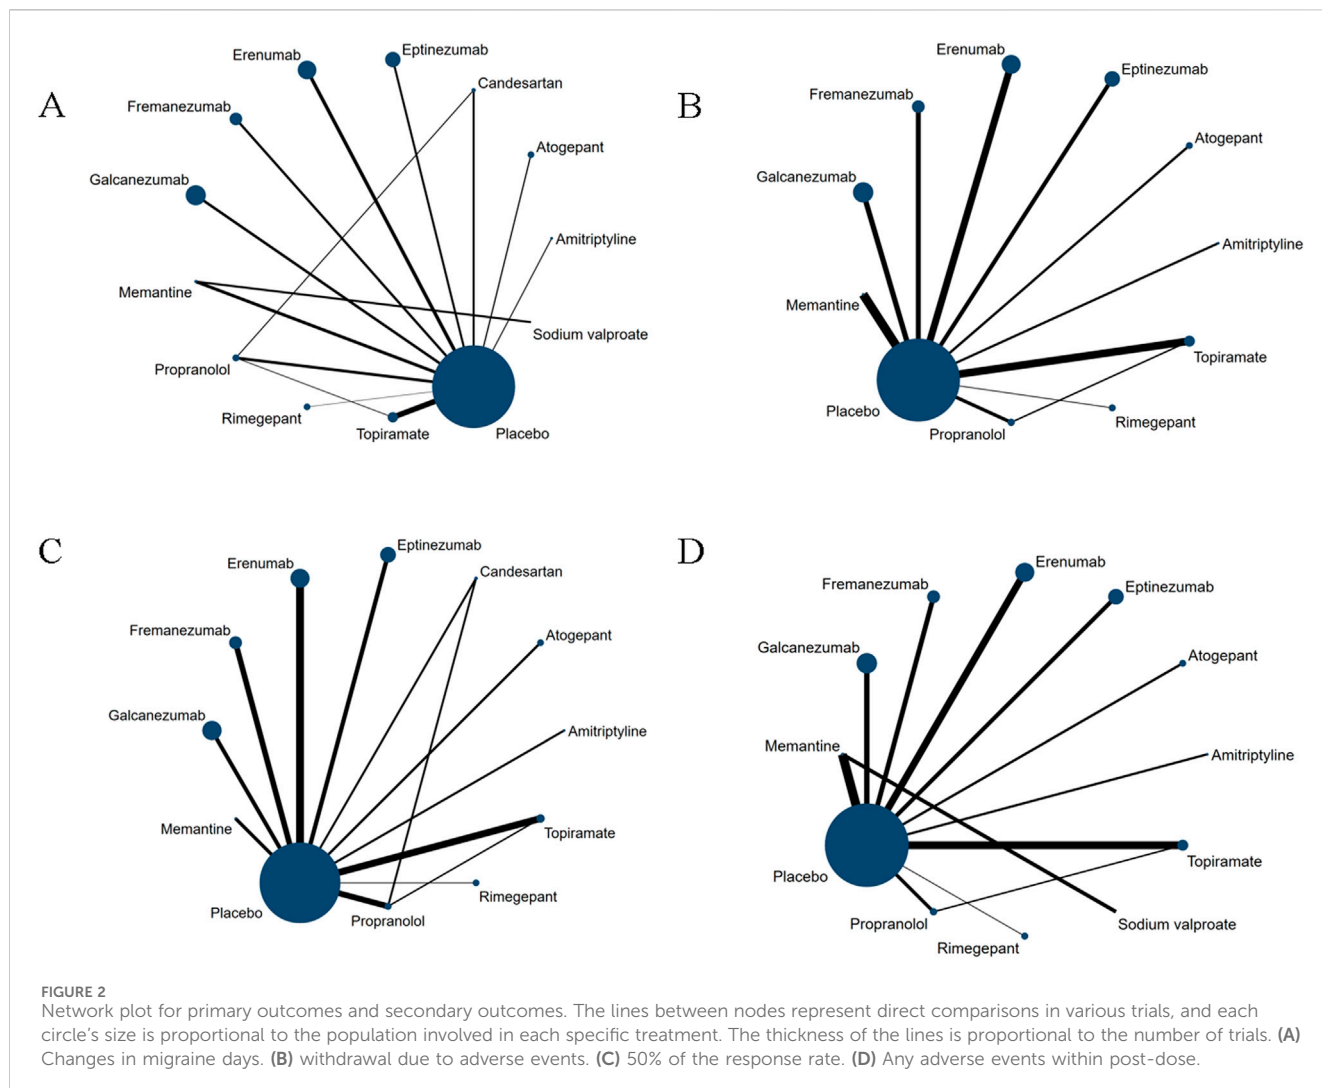 A
Erenumab
Eptinezumab
Candesartan
Fremanezumab
Atogepant
Galcanezumab
Amitriptyline
Memantine
Sodium valproate
Propranolol
Rimegepant
Topiramate
Placebo
B
Erenumab
Eptinezumab
Fremanezumab
Atogepant
Galcanezumab
Amitriptyline
Memantine
Topiramate
Placebo
Rimegepant
Propranolol
C
Erenumab
Eptinezumab
Candesartan
Fremanezumab
Atogepant
Galcanezumab
Amitriptyline
Memantine
Topiramate
Rimegepant
Placebo
Propranolol
D
Erenumab
Fremanezumab
Eptinezumab
Galcanezumab
Atogepant
Memantine
Amitriptyline
Topiramate
Placebo
Propranolol
Sodium valproate
Rimegepant
FIGURE 2
Network plot for primary outcomes and secondary outcomes. The lines between nodes represent direct comparisons in various trials, and each
circle's size is proportional to the population involved in each specific treatment. The thickness of the lines is proportional to the number of trials. (A)
Changes in migraine days. (B) withdrawal due to adverse events. (C) 50% of the response rate. (D) Any adverse events within post-dose.